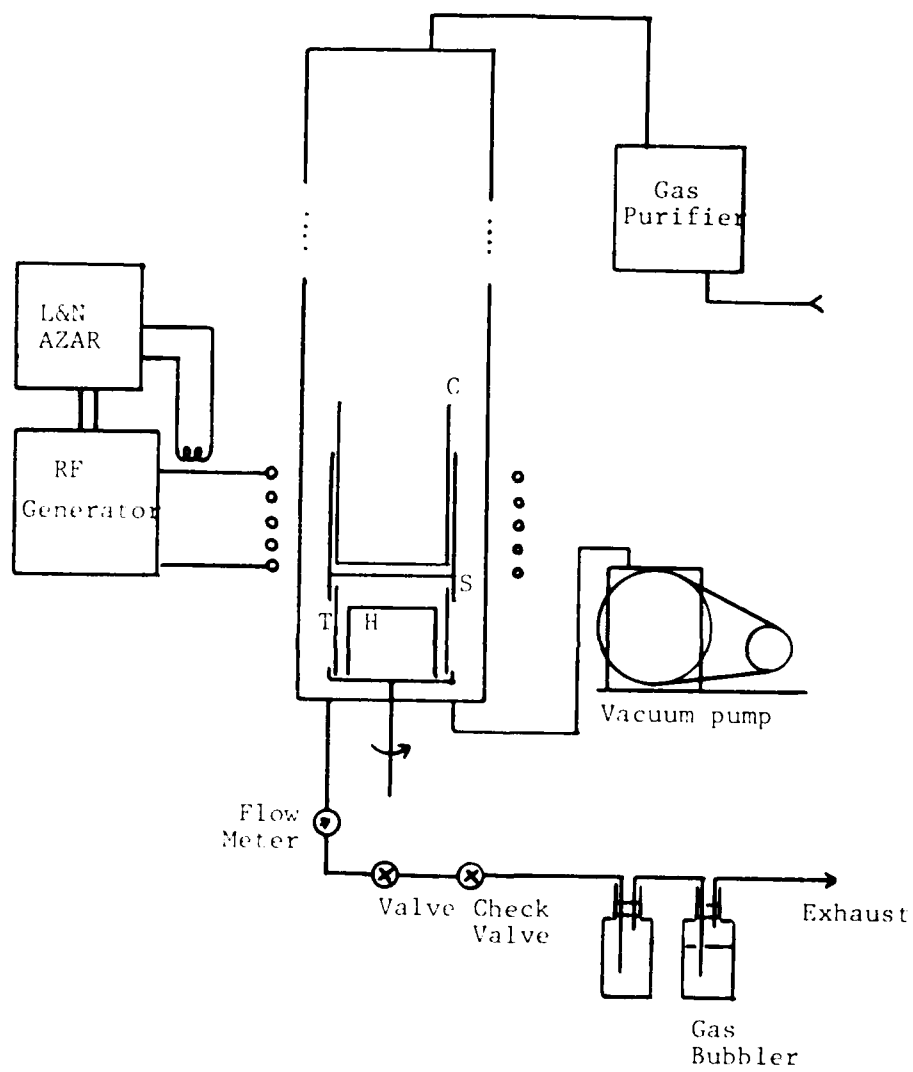 Gas
Purifier
L&N
AZAR
C
RF
Generator
S
T
H
Vacuum pump
Flow
Meter
Valve Check
Valve
Exhaust
Gas
Bubbler